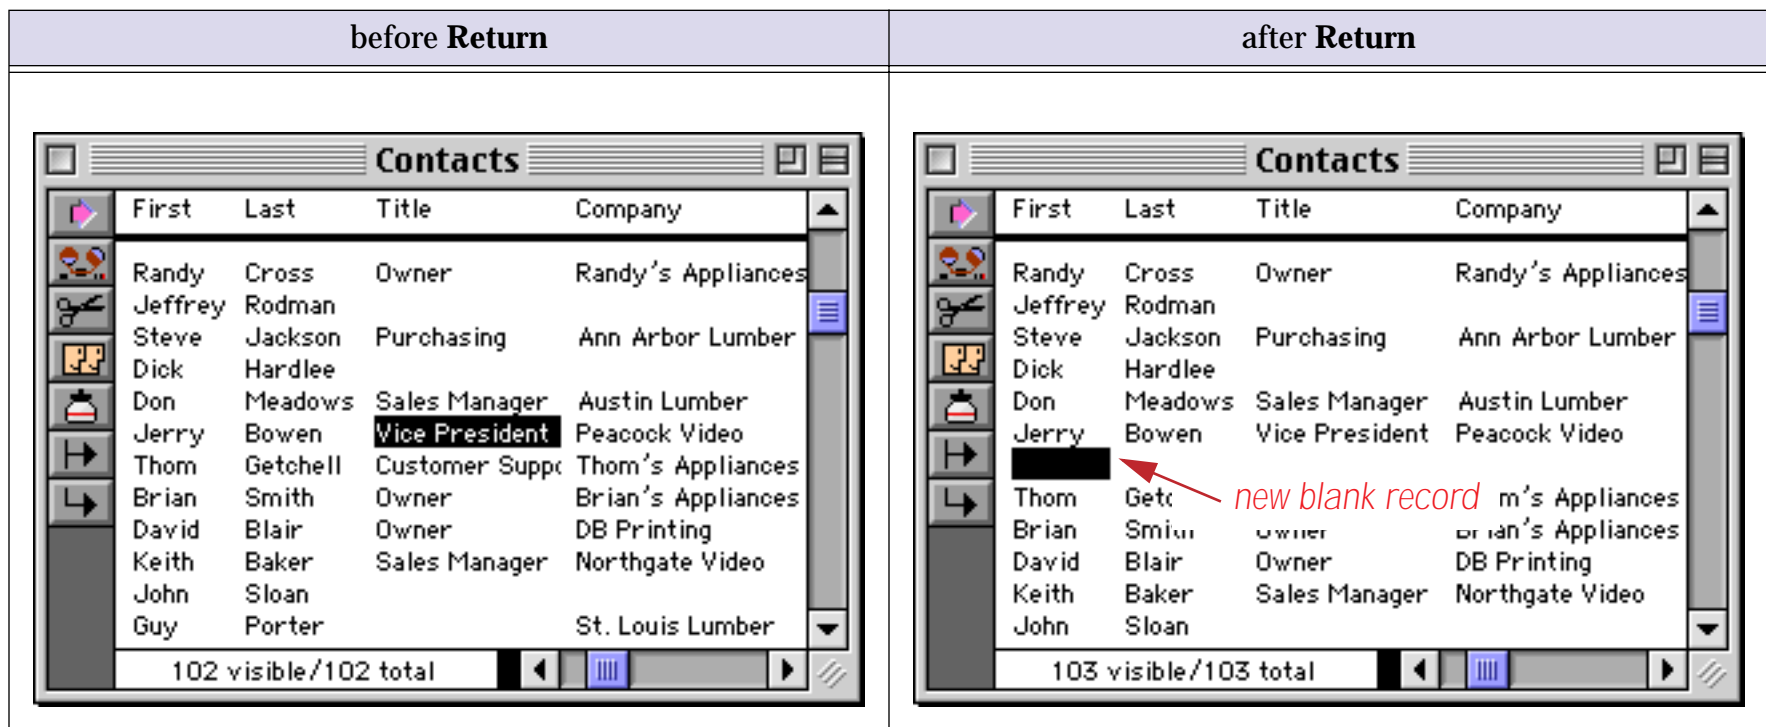 before Return
after Return
Contacts
First Last Title Company
Randy Cross Owner Randy's Appliances
Jeffrey Rodman
Steve Jackson Purchasing Ann Arbor Lumber
Dick Hardlee
Don Meadows Sales Manager Austin Lumber
Jerry Bowen Vice President Peacock Video
Thom Getchell Customer Suppo Thom's Appliances
Brian Smith Owner Brian's Appliances
David Blair Owner DB Printing
Keith Baker Sales Manager Northgate Video
John Sloan
Guy Porter St. Louis Lumber
102 visible/102 total
Contacts
First Last Title Company
Randy Cross Owner Randy's Appliances
Jeffrey Rodman
Steve Jackson Purchasing Ann Arbor Lumber
Dick Hardlee
Don Meadows Sales Manager Austin Lumber
Jerry Bowen Vice President Peacock Video
new blank record
Thom Getc m's Appliances
Brian Smith Owner Brian's Appliances
David Blair Owner DB Printing
Keith Baker Sales Manager Northgate Video
John Sloan
103 visible/103 total